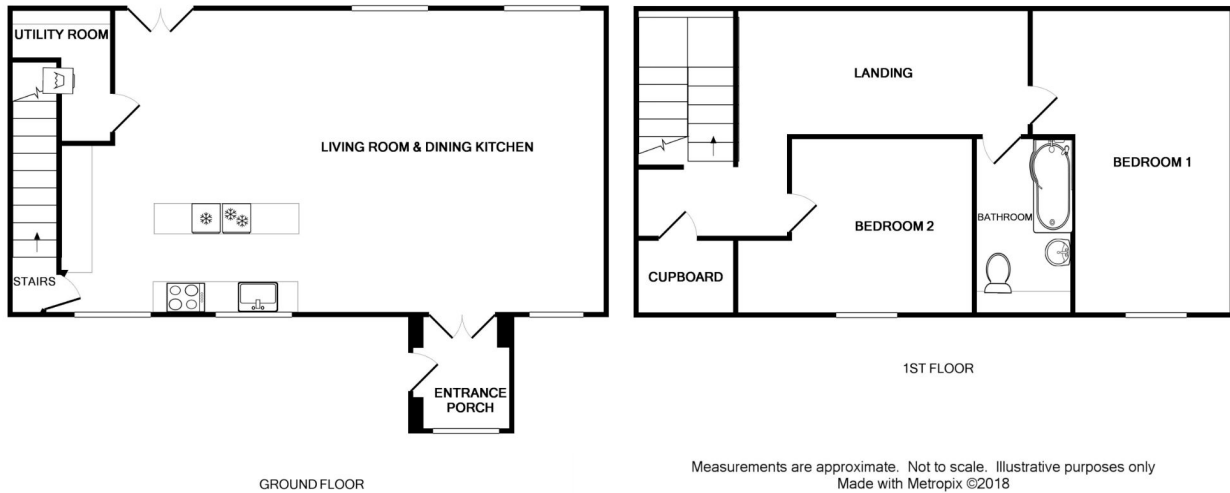 UTILITY ROOM
LIVING ROOM & DINING KITCHEN
STAIRS
ENTRANCE
PORCH
GROUND FLOOR
LANDING
BEDROOM 1
BATHROOM
BEDROOM 2
CUPBOARD
1ST FLOOR
Measurements are approximate. Not to scale. Illustrative purposes only
Made with Metropix ©2018